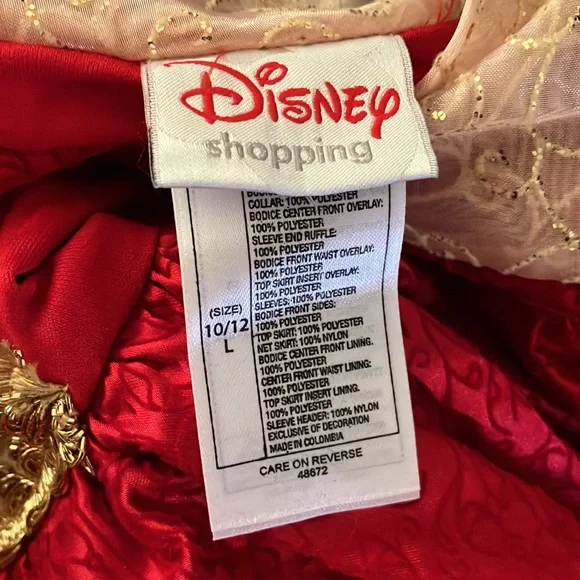 Disney
shopping
(SIZE)
10/12
L
BODICE
COLLAR: 100% POLYESTER
BODICE CENTER FRONT OVERLAY:
100% POLYESTER
SLEEVE END RUFFLE:
100% POLYESTER
BODICE FRONT WAIST OVERLAY:
100% POLYESTER
TOP SKIRT INSERT OVERLAY:
100% POLYESTER
SLEEVES: 100% POLYESTER
BODICE FRONT SIDES:
100% POLYESTER
TOP SKIRT: 100% POLYESTER
NET SKIRT: 100% NYLON
BODICE CENTER FRONT LINING.
100% POLYESTER
CENTER FRONT WAIST LINING:
100% POLYESTER
TOP SKIRT INSERT LINING.
100% POLYESTER
SLEEVE HEADER: 100% NYLON
EXCLUSIVE OF DECORATION
MADE IN COLOMBIA
CARE ON REVERSE
48672